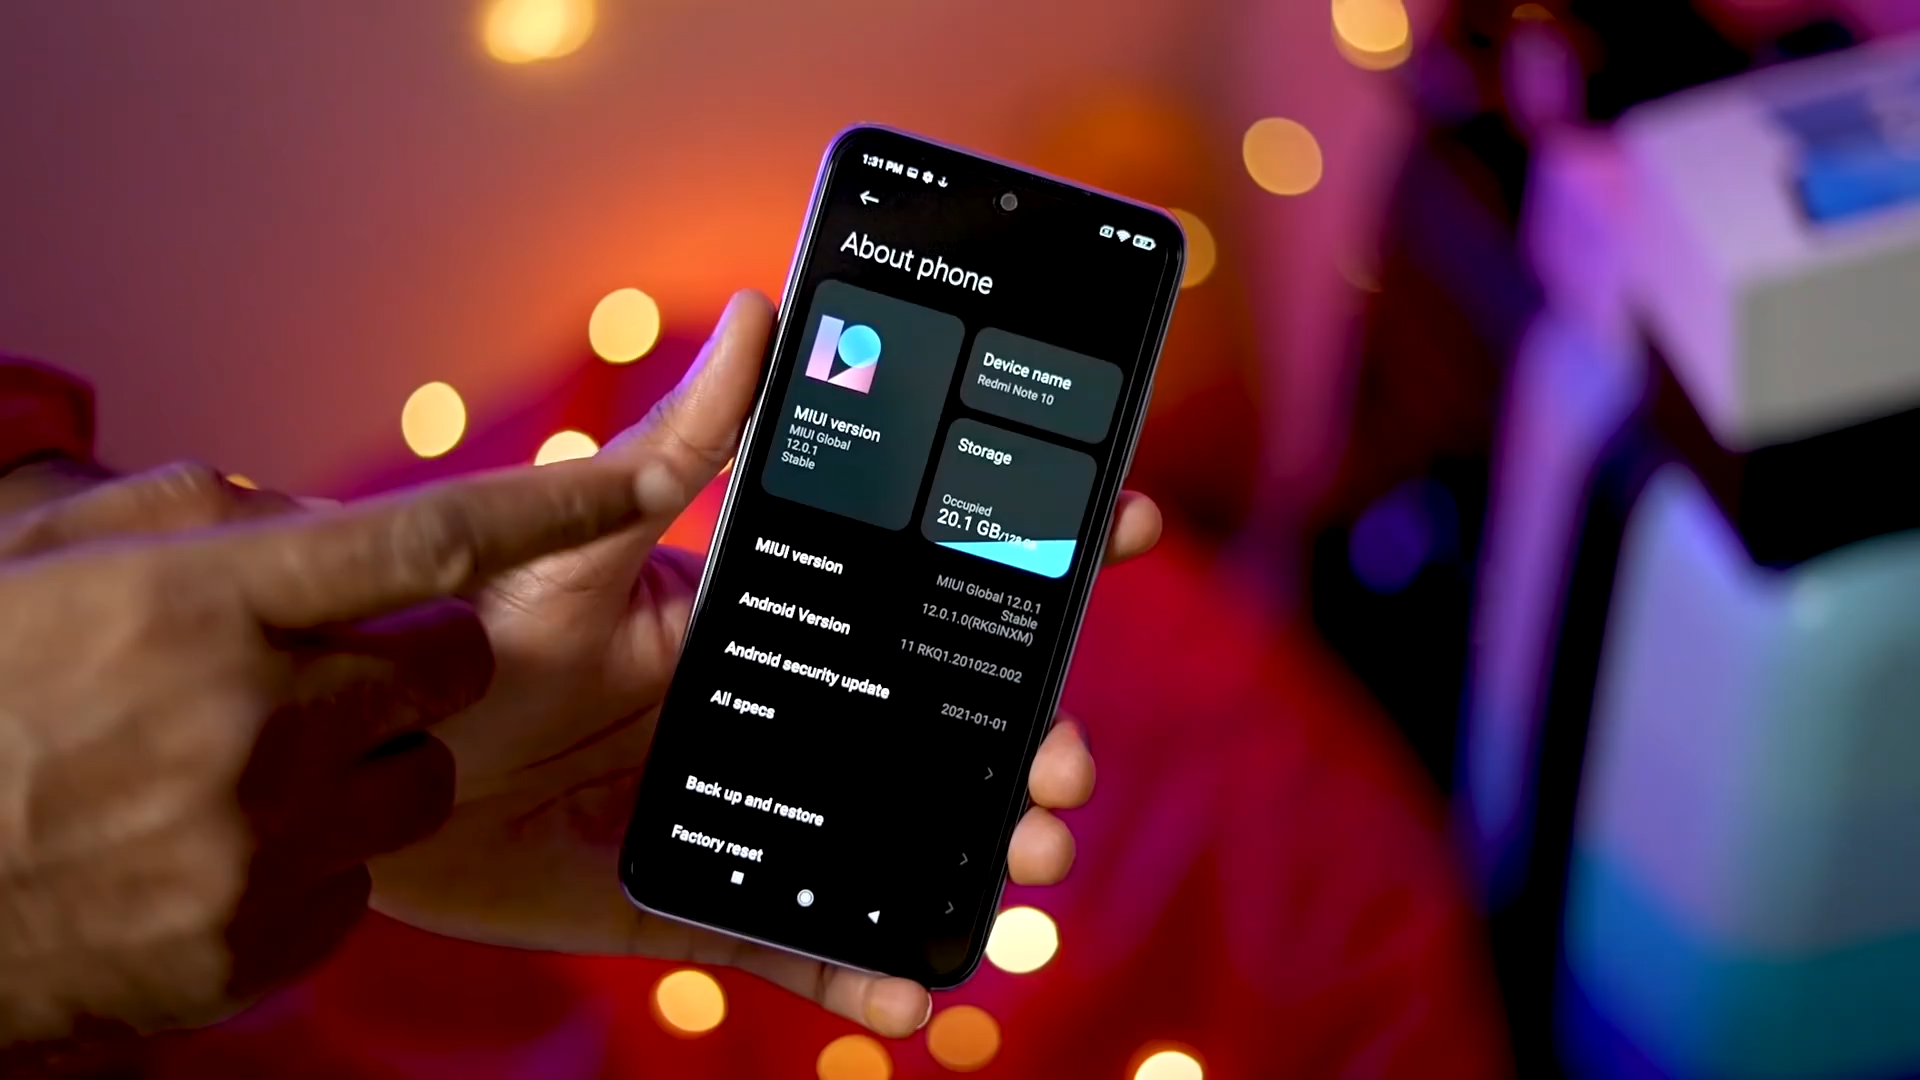 1:31 PM
About phone
MIUI version
MIUI Global
12.0.1
Stable
Device name
Redmi Note 10
Storage
Occupied
20.1 GB/128 GB
MIUI version
MIUI Global 12.0.1
Stable
12.0.1.0(RKGINXM)
Android Version
11 RKQ1.201022.002
Android security update
2021-01-01
All specs
Back up and restore
Factory reset